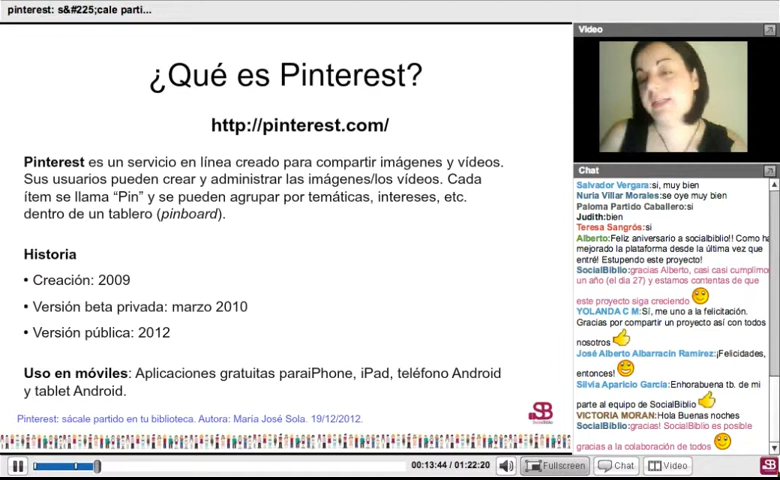 pinterest: s&#225;cale parti...
¿Qué es Pinterest?
http://pinterest.com/
Pinterest es un servicio en línea creado para compartir imágenes y vídeos.
Sus usuarios pueden crear y administrar las imágenes/los vídeos. Cada
ítem se llama “Pin” y se pueden agrupar por temáticas, intereses, etc.
dentro de un tablero (pinboard).
Historia
• Creación: 2009
• Versión beta privada: marzo 2010
• Versión pública: 2012
Uso en móviles: Aplicaciones gratuitas paraiPhone, iPad, teléfono Android
y tablet Android.
Pinterest: sácale partido en tu biblioteca. Autora: María José Sola. 19/12/2012.
SB
Video
Chat
Salvador Vergara:si, muy bien
Nuria Villar Morales:se oye muy bien
Paloma Partido Caballero:si
Judith:bien
Teresa Sangrós:si
Alberto:Feliz aniversario a socialbiblio!! Como ha
mejorado la plataforma desde la última vez que
entré! Estupendo este proyecto!
SocialBiblio:gracias Alberto, casi casi cumplimo
un año (el dia 27) y estamos contentas de que
este proyecto siga creciendo
YOLANDA C M:Sí, me uno a la felicitación.
Gracias por compartir un proyecto así con todos
nosotros
José Alberto Albarracin Ramírez:¡Felicidades,
entonces!
Silvia Aparicio García:Enhorabuena tb. de mi
parte al equipo de SocialBiblio
VICTORIA MORAN:Hola Buenas noches
SocialBiblio:gracias! SocialBiblio es posible
gracias a la colaboración de todos
00:13:44 / 01:22:20
Fullscreen
Chat
Video
SB